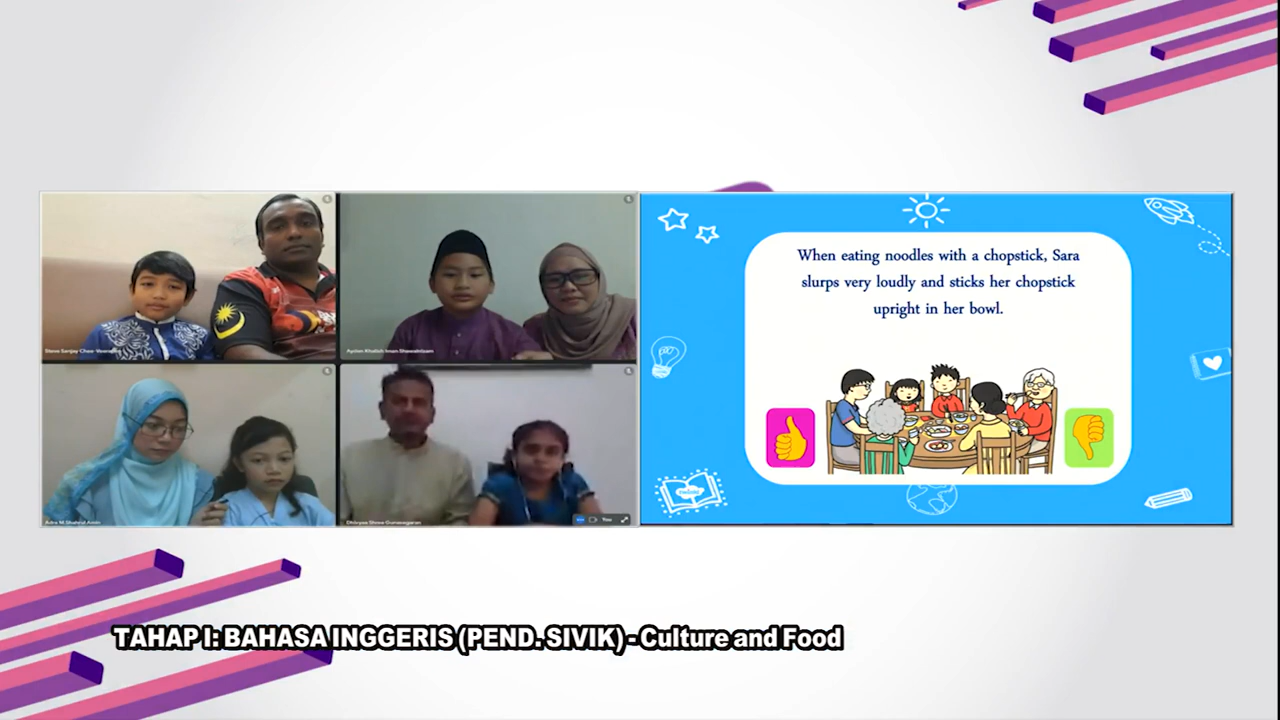 When eating noodles with a chopstick, Sara
slurps very loudly and sticks her chopstick
upright in her bowl.
You
TAHAP I: BAHASA INGGERIS (PEND. SIVIK) - Culture and Food